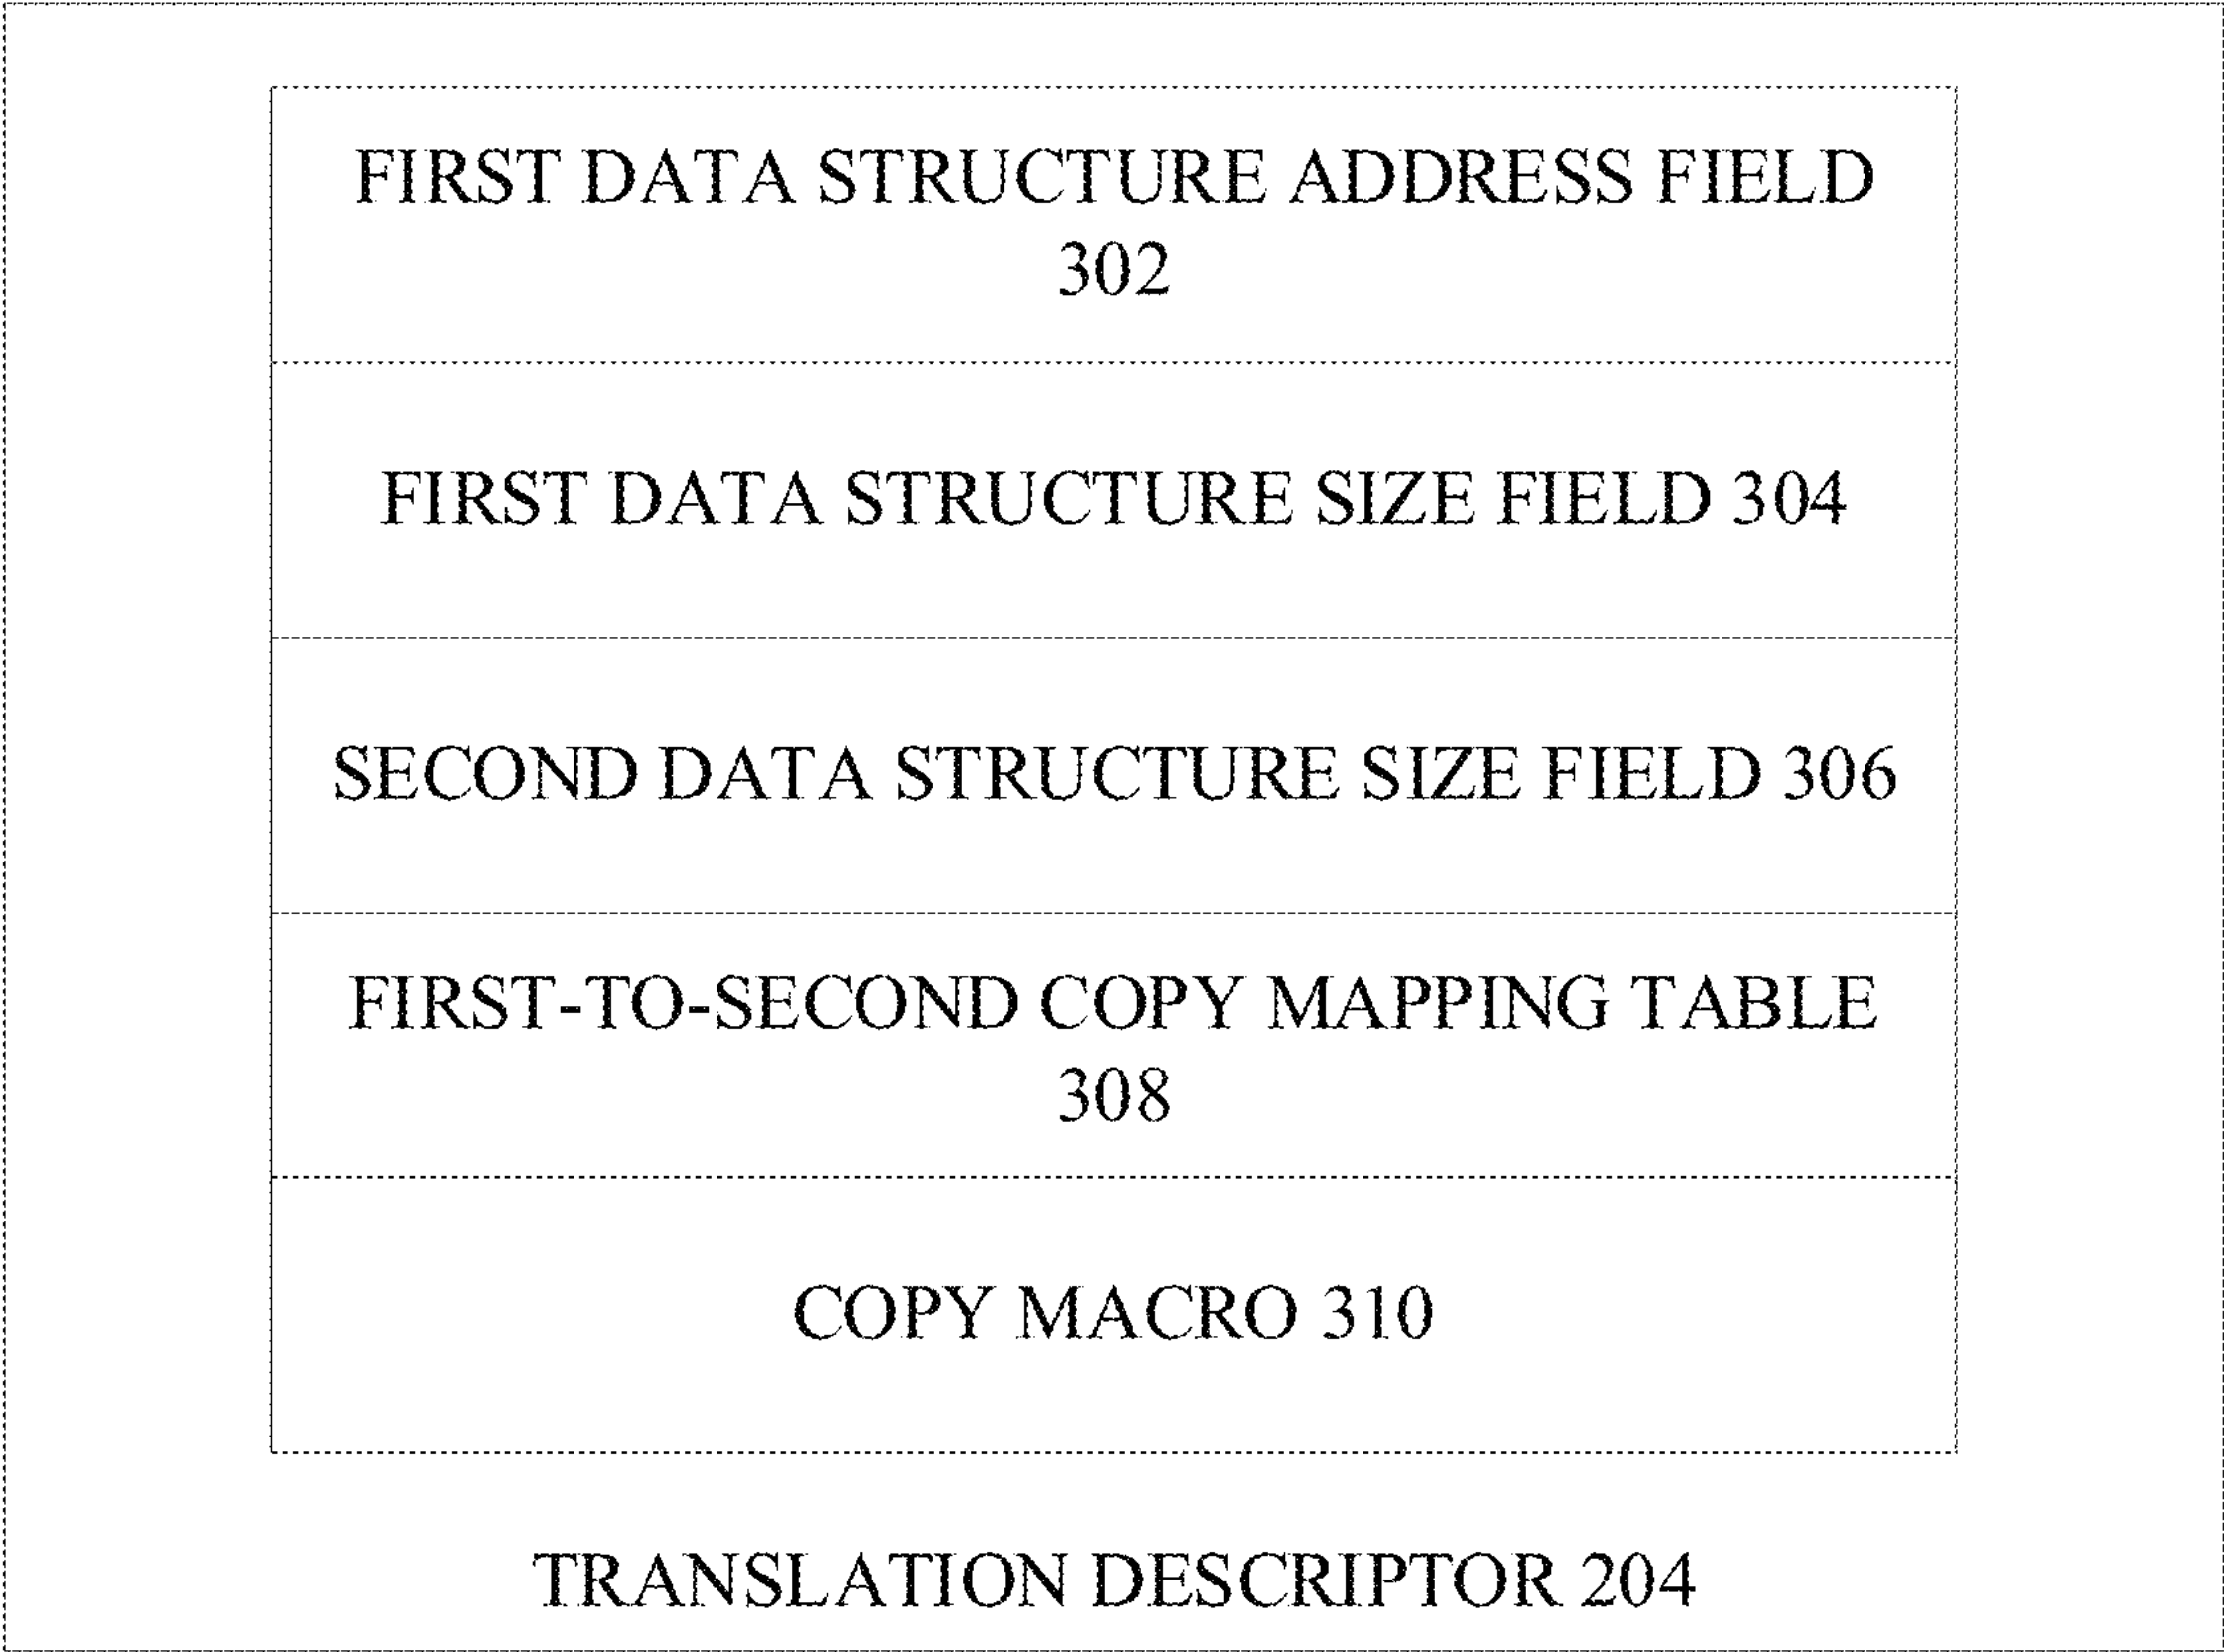 FIRST DATA STRUCTURE ADDRESS FIELD
302
FIRST DATA STRUCTURE SIZE FIELD 304
SECOND DATA STRUCTURE SIZE FIELD 306
FIRST-TO-SECOND COPY MAPPING TABLE
308
COPY MACRO 310
TRANSLATION DESCRIPTOR 204